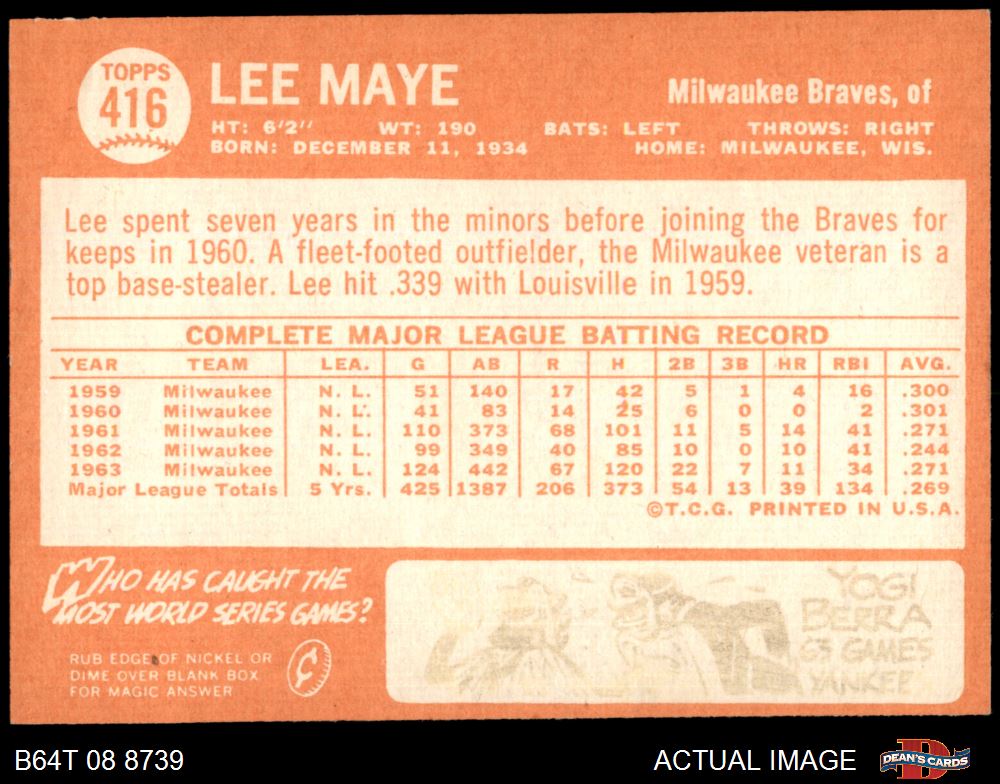 TOPPS
416
LEE MAYE
Milwaukee Braves, of
HT: 6'2" WT: 190 BATS: LEFT THROWS: RIGHT
BORN: DECEMBER 11, 1934 HOME: MILWAUKEE, WIS.
Lee spent seven years in the minors before joining the Braves for
keeps in 1960. A fleet-footed outfielder, the Milwaukee veteran is a
top base-stealer. Lee hit .339 with Louisville in 1959.
COMPLETE MAJOR LEAGUE BATTING RECORD
YEAR TEAM LEA. G AB R H 2B 3B HR RBI AVG.
1959 Milwaukee N. L. 51 140 17 42 5 1 4 16 .300
1960 Milwaukee N. L. 41 83 14 25 6 0 0 2 .301
1961 Milwaukee N. L. 110 373 68 101 11 5 14 41 .271
1962 Milwaukee N. L. 99 349 40 85 10 0 10 41 .244
1963 Milwaukee N. L. 124 442 67 120 22 7 11 34 .271
Major League Totals 5 Yrs. 425 1387 206 373 54 13 39 134 .269
©T.C.G. PRINTED IN U.S.A.
WHO HAS CAUGHT THE
MOST WORLD SERIES GAMES?
RUB EDGE OF NICKEL OR
DIME OVER BLANK BOX
FOR MAGIC ANSWER
YOGI
BERRA
63 GAMES
YANKEE
B64T 08 8739
ACTUAL IMAGE
DEAN'S CARDS